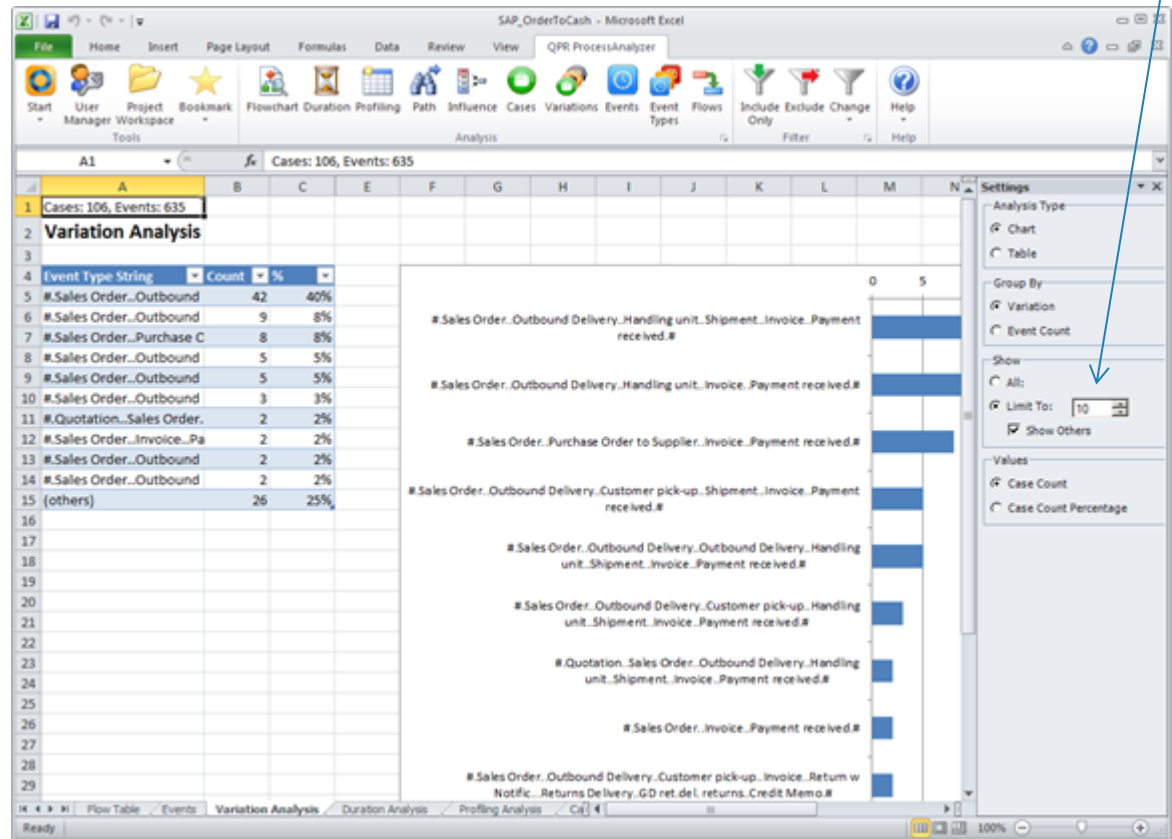 SAP_OrderToCash - Microsoft Excel
File Home Insert Page Layout Formulas Data Review View QPR ProcessAnalyzer
Start User Manager Project Workspace Bookmark Flowchart Duration Profiling Path Influence Cases Variations Events Event Types Flows Include Only Exclude Change Help
Tools Analysis Filter Help
A1 fx Cases: 106, Events: 635
A B C E F G H I J K L M N
1 Cases: 106, Events: 635
2 Variation Analysis
3
4 Event Type String Count %
5 #.Sales Order..Outbound 42 40%
6 #.Sales Order..Outbound 9 8%
7 #.Sales Order..Purchase C 8 8%
8 #.Sales Order..Outbound 5 5%
9 #.Sales Order..Outbound 5 5%
10 #.Sales Order..Outbound 3 3%
11 #.Quotation..Sales Order. 2 2%
12 #.Sales Order..Invoice..Pa 2 2%
13 #.Sales Order..Outbound 2 2%
14 #.Sales Order..Outbound 2 2%
15 (others) 26 25%
16
17
18
19
20
21
22
23
24
25
26
27
28
29
0 5
#.Sales Order..Outbound Delivery..Handling unit..Shipment..Invoice..Payment
received.#
#.Sales Order..Outbound Delivery..Handling unit..Invoice..Payment received.#
#.Sales Order..Purchase Order to Supplier..Invoice..Payment received.#
#.Sales Order..Outbound Delivery..Customer pick-up..Shipment..Invoice..Payment
received.#
#.Sales Order..Outbound Delivery..Outbound Delivery..Handling
unit..Shipment..Invoice..Payment received.#
#.Sales Order..Outbound Delivery..Customer pick-up..Handling
unit..Shipment..Invoice..Payment received.#
#.Quotation..Sales Order..Outbound Delivery..Handling
unit..Shipment..Invoice..Payment received.#
#.Sales Order..Invoice..Payment received.#
#.Sales Order..Outbound Delivery..Customer pick-up..Invoice..Return w
Notific...Returns Delivery..GD ret.del. returns..Credit Memo.#
Settings
Analysis Type
Chart
Table
Group By
Variation
Event Count
Show
All:
Limit To: 10
Show Others
Values
Case Count
Case Count Percentage
Flow Table Events Variation Analysis Duration Analysis Profiling Analysis Ca
Ready 100%